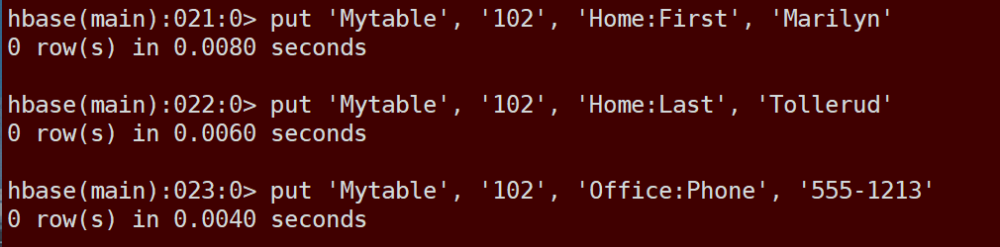 hbase(main):021:0> put 'Mytable', '102', 'Home:First', 'Marilyn'
0 row(s) in 0.0080 seconds
hbase(main):022:0> put 'Mytable', '102', 'Home:Last', 'Tollerud'
0 row(s) in 0.0060 seconds
hbase(main):023:0> put 'Mytable', '102', 'Office:Phone', '555-1213'
0 row(s) in 0.0040 seconds